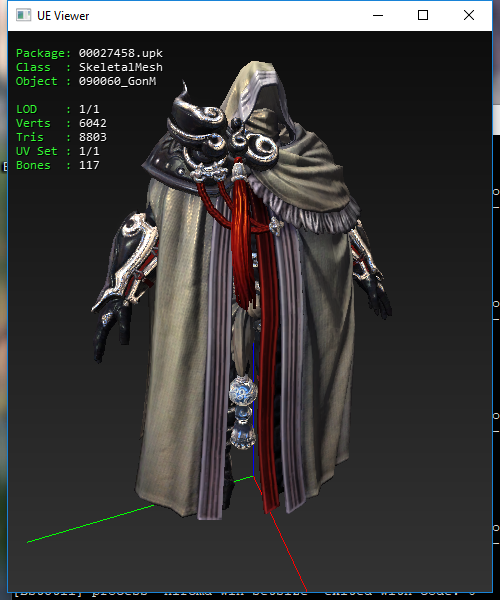 UE Viewer
Package: 00027458.upk
Class : SkeletalMesh
Object : 090060_GonM
LOD : 1/1
Verts : 6042
Tris : 8803
UV Set : 1/1
Bones : 117